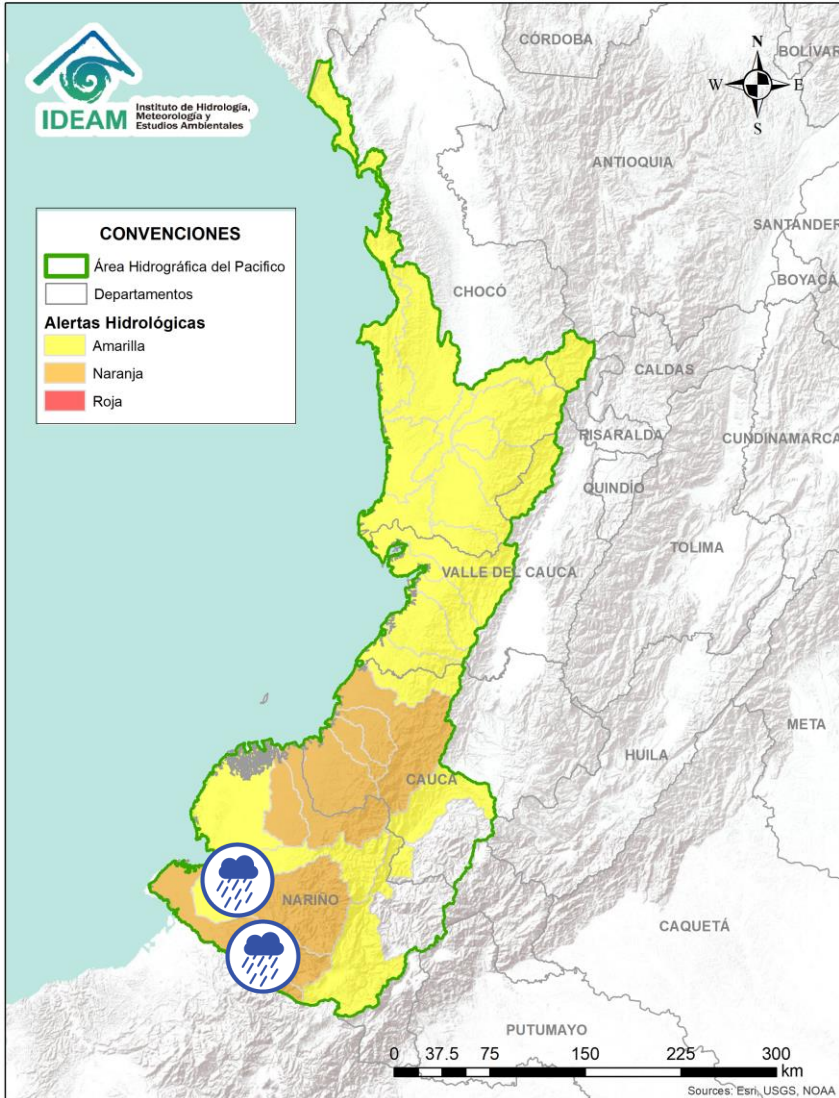 IDEAM
Instituto de Hidrología,
Meteorología y
Estudios Ambientales
CÓRDOBA
BOLÍVAR
N
W
E
S
ANTIOQUIA
SANTANDER
BOYACÁ
CONVENCIONES
Área Hidrográfica del Pacifico
Departamentos
Alertas Hidrológicas
Amarilla
Naranja
Roja
CHOCÓ
CALDAS
RISARALDA
CUNDINAMARCA
QUINDÍO
TOLIMA
VALLE DEL CAUCA
META
HUILA
CAUCA
NARIÑO
CAQUETÁ
PUTUMAYO
0 37.5 75 150 225 300
km
Sources: Esri, USGS, NOAA